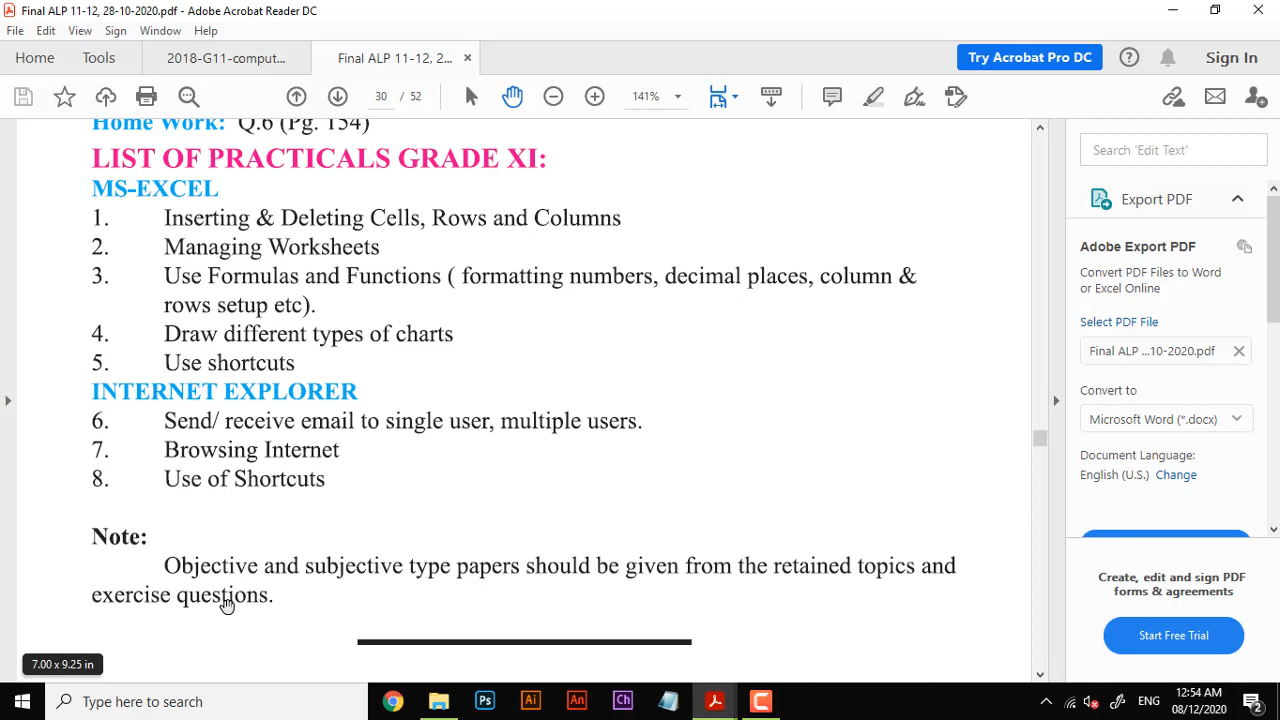 Final ALP 11-12, 28-10-2020.pdf - Adobe Acrobat Reader DC
File Edit View Sign Window Help
Home Tools 2018-G11-comput... Final ALP 11-12, 2... × Try Acrobat Pro DC Sign In
30 / 52 141%
Home Work: Q.6 (Pg. 154)
LIST OF PRACTICALS GRADE XI:
MS-EXCEL
1. Inserting & Deleting Cells, Rows and Columns
2. Managing Worksheets
3. Use Formulas and Functions ( formatting numbers, decimal places, column &
rows setup etc).
4. Draw different types of charts
5. Use shortcuts
INTERNET EXPLORER
6. Send/ receive email to single user, multiple users.
7. Browsing Internet
8. Use of Shortcuts
Note:
Objective and subjective type papers should be given from the retained topics and
exercise questions.
7.00 x 9.25 in
Search 'Edit Text'
Export PDF
Adobe Export PDF
Convert PDF Files to Word
or Excel Online
Select PDF File
Final ALP ...10-2020.pdf
Convert to
Microsoft Word (*.docx)
Document Language:
English (U.S.) Change
Create, edit and sign PDF
forms & agreements
Start Free Trial
Type here to search
Ps Ai An Ch
ENG
12:54 AM
08/12/2020
2